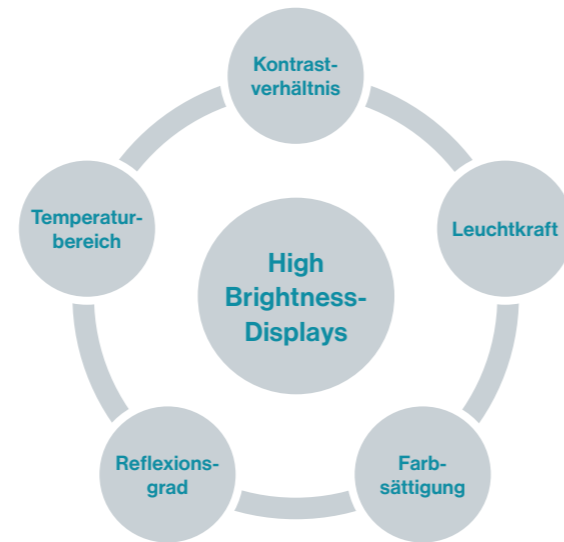 Kontrast-
verhältnis
Leuchtkraft
Temperatur-
bereich
High
Brightness-
Displays
Reflexions-
grad
Farb-
sättigung